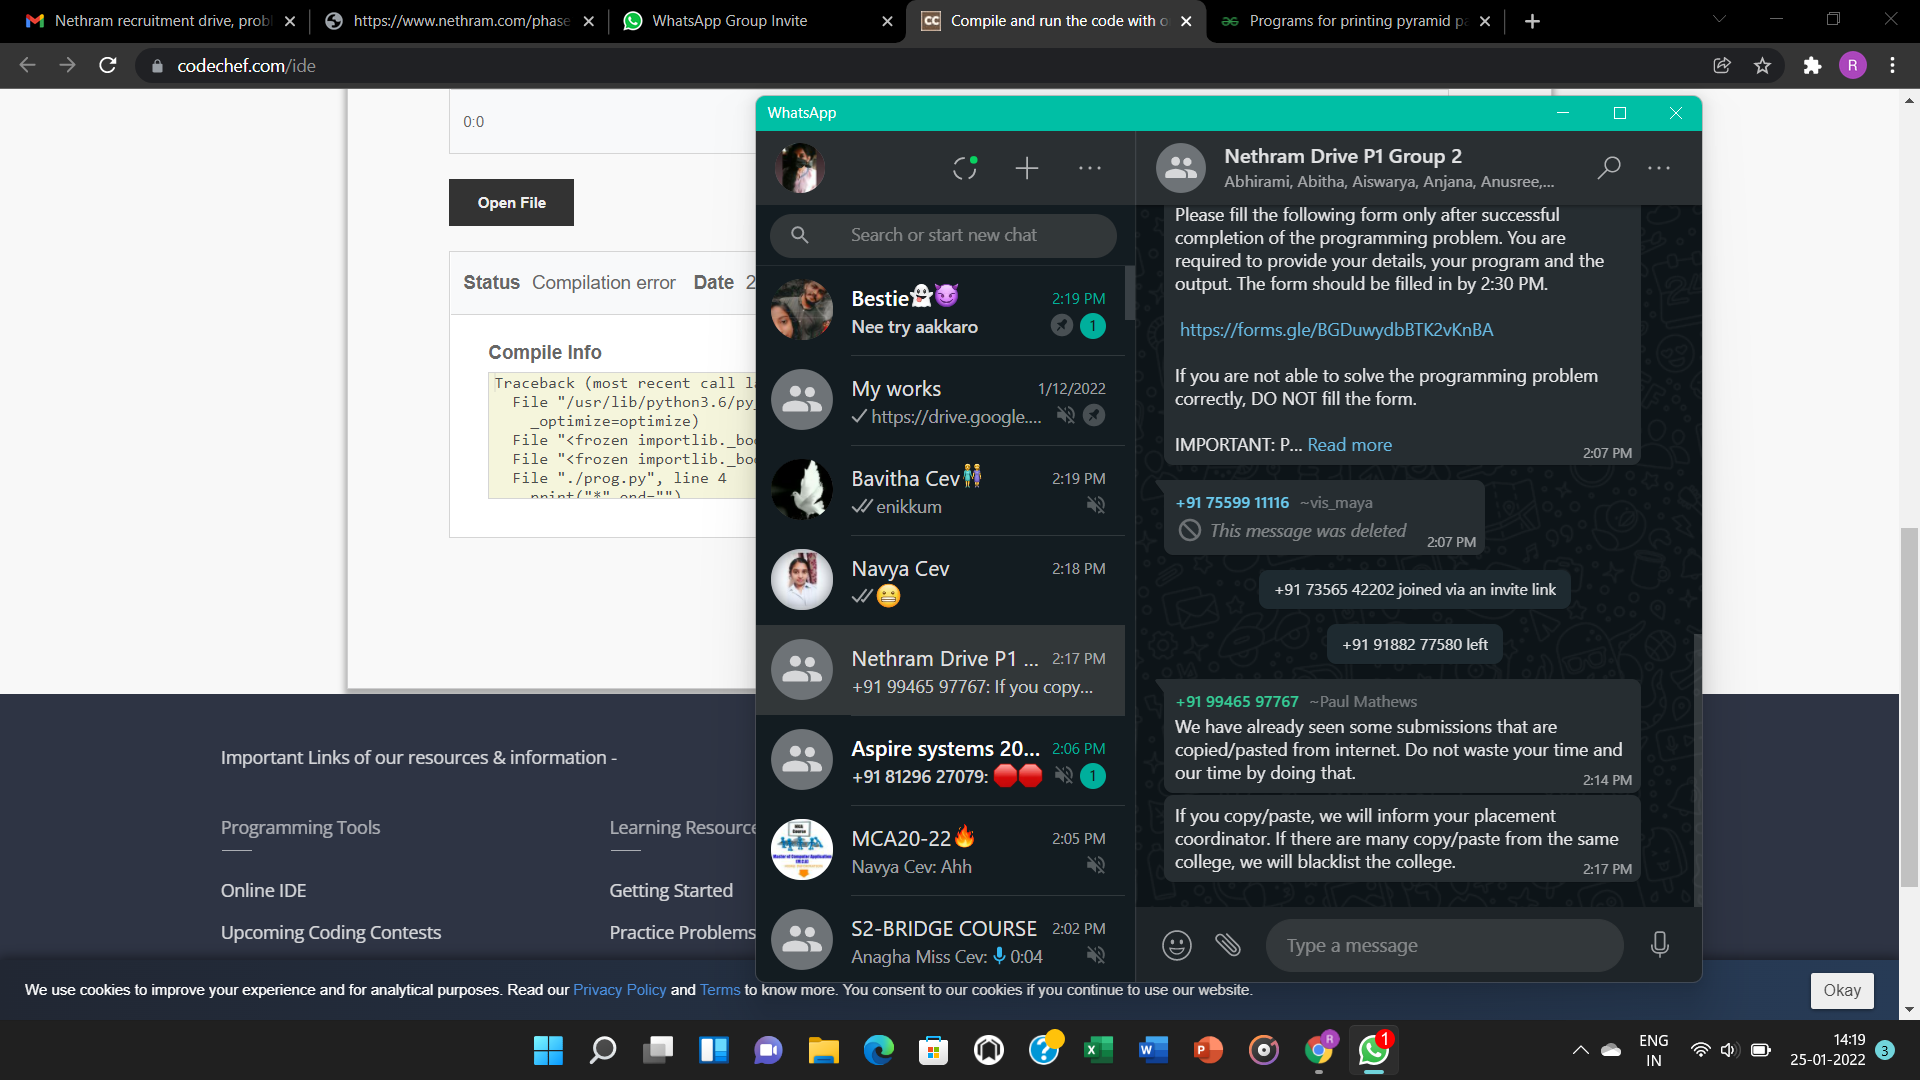 Nethram recruitment drive, prob
https://www.nethram.com/phase
WhatsApp Group Invite
Compile and run the code with o
Programs for printing pyramid pa
codechef.com/ide
R
0:0
Open File
Status Compilation error Date 2
Compile Info
Traceback (most recent call la
File "/usr/lib/python3.6/py_
_optimize=optimize)
File "<frozen importlib._boo
File "<frozen importlib._boo
File "./prog.py", line 4
print("*",end="")
Important Links of our resources & information -
Programming Tools
Learning Resource
Online IDE
Getting Started
Upcoming Coding Contests
Practice Problems
We use cookies to improve your experience and for analytical purposes. Read our Privacy Policy and Terms to know more. You consent to our cookies if you continue to use our website.
Okay
WhatsApp
Search or start new chat
Bestie👻😈 2:19 PM
Nee try aakkaro 1
My works 1/12/2022
https://drive.google....
Bavitha Cev👭 2:19 PM
enikkum
Navya Cev 2:18 PM
😬
Nethram Drive P1 ... 2:17 PM
+91 99465 97767: If you copy...
Aspire systems 20... 2:06 PM
+91 81296 27079: 🛑🛑 1
MCA20-22🔥 2:05 PM
Navya Cev: Ahh
S2-BRIDGE COURSE 2:02 PM
Anagha Miss Cev: 0:04
Nethram Drive P1 Group 2
Abhirami, Abitha, Aiswarya, Anjana, Anusree,...
Please fill the following form only after successful
completion of the programming problem. You are
required to provide your details, your program and the
output. The form should be filled in by 2:30 PM.
https://forms.gle/BGDuwydbBTK2vKnBA
If you are not able to solve the programming problem
correctly, DO NOT fill the form.
IMPORTANT: P... Read more
2:07 PM
+91 75599 11116 ~vis_maya
This message was deleted
2:07 PM
+91 73565 42202 joined via an invite link
+91 91882 77580 left
+91 99465 97767 ~Paul Mathews
We have already seen some submissions that are
copied/pasted from internet. Do not waste your time and
our time by doing that.
2:14 PM
If you copy/paste, we will inform your placement
coordinator. If there are many copy/paste from the same
college, we will blacklist the college.
2:17 PM
Type a message
ENG
IN
14:19
25-01-2022
3